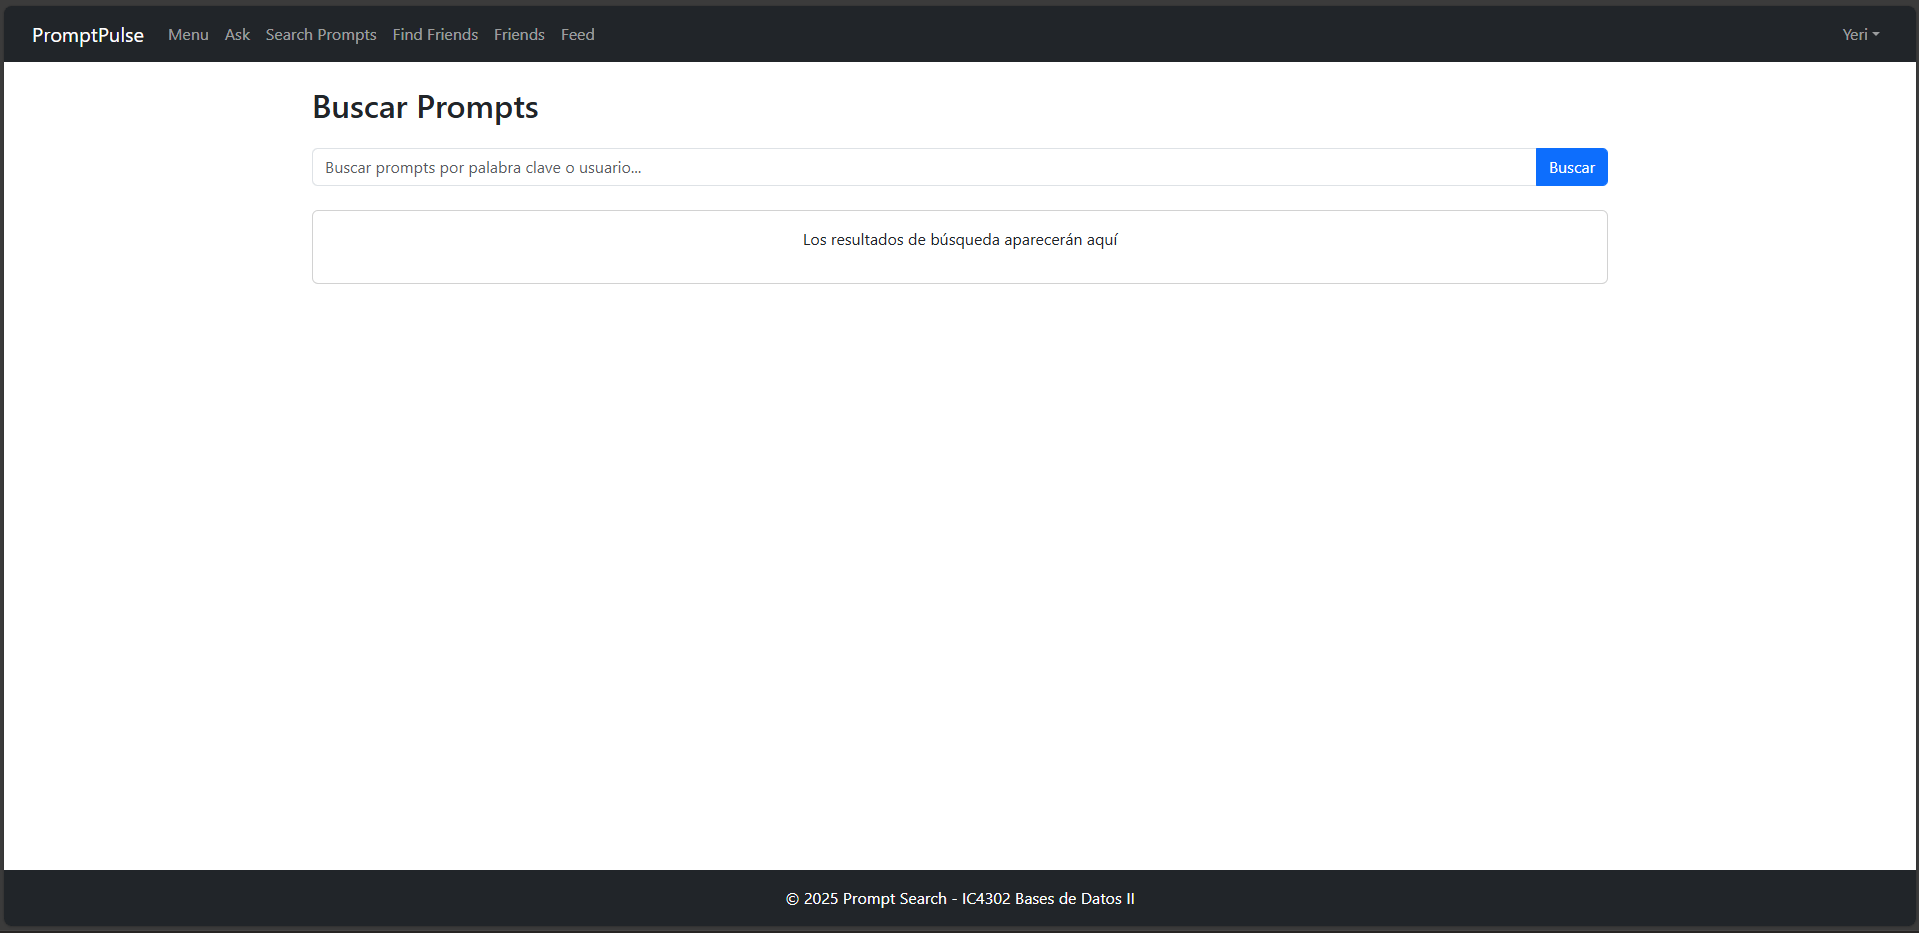 PromptPulse Menu Ask Search Prompts Find Friends Friends Feed Yeri
Buscar Prompts
Buscar prompts por palabra clave o usuario... Buscar
Los resultados de búsqueda aparecerán aquí
© 2025 Prompt Search - IC4302 Bases de Datos II